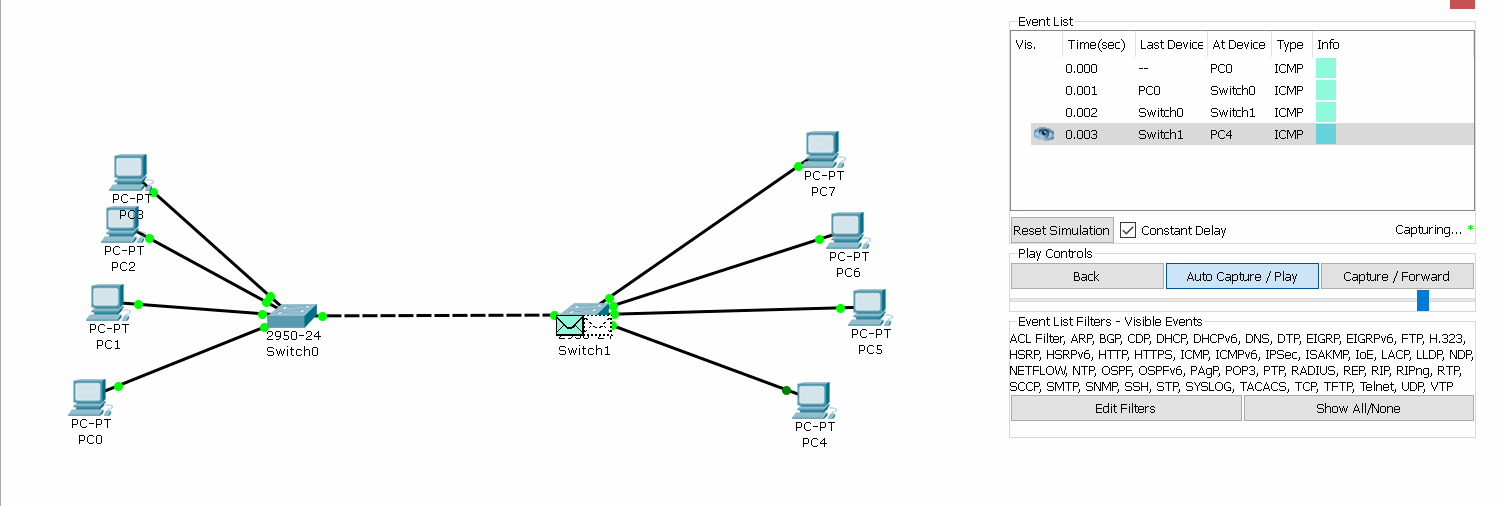 PC-PT
PC3
PC-PT
PC2
PC-PT
PC1
PC-PT
PC0
2950-24
Switch0
2950-24
Switch1
PC-PT
PC7
PC-PT
PC6
PC-PT
PC5
PC-PT
PC4
Event List
Vis. Time(sec) Last Device At Device Type Info
0.000 -- PC0 ICMP
0.001 PC0 Switch0 ICMP
0.002 Switch0 Switch1 ICMP
0.003 Switch1 PC4 ICMP
Reset Simulation Constant Delay Capturing... *
Play Controls
Back Auto Capture / Play Capture / Forward
Event List Filters - Visible Events
ACL Filter, ARP, BGP, CDP, DHCP, DHCPv6, DNS, DTP, EIGRP, EIGRPv6, FTP, H.323,
HSRP, HSRPv6, HTTP, HTTPS, ICMP, ICMPv6, IPSec, ISAKMP, IoE, LACP, LLDP, NDP,
NETFLOW, NTP, OSPF, OSPFv6, PAgP, POP3, PTP, RADIUS, REP, RIP, RIPng, RTP,
SCCP, SMTP, SNMP, SSH, STP, SYSLOG, TACACS, TCP, TFTP, Telnet, UDP, VTP
Edit Filters Show All/None